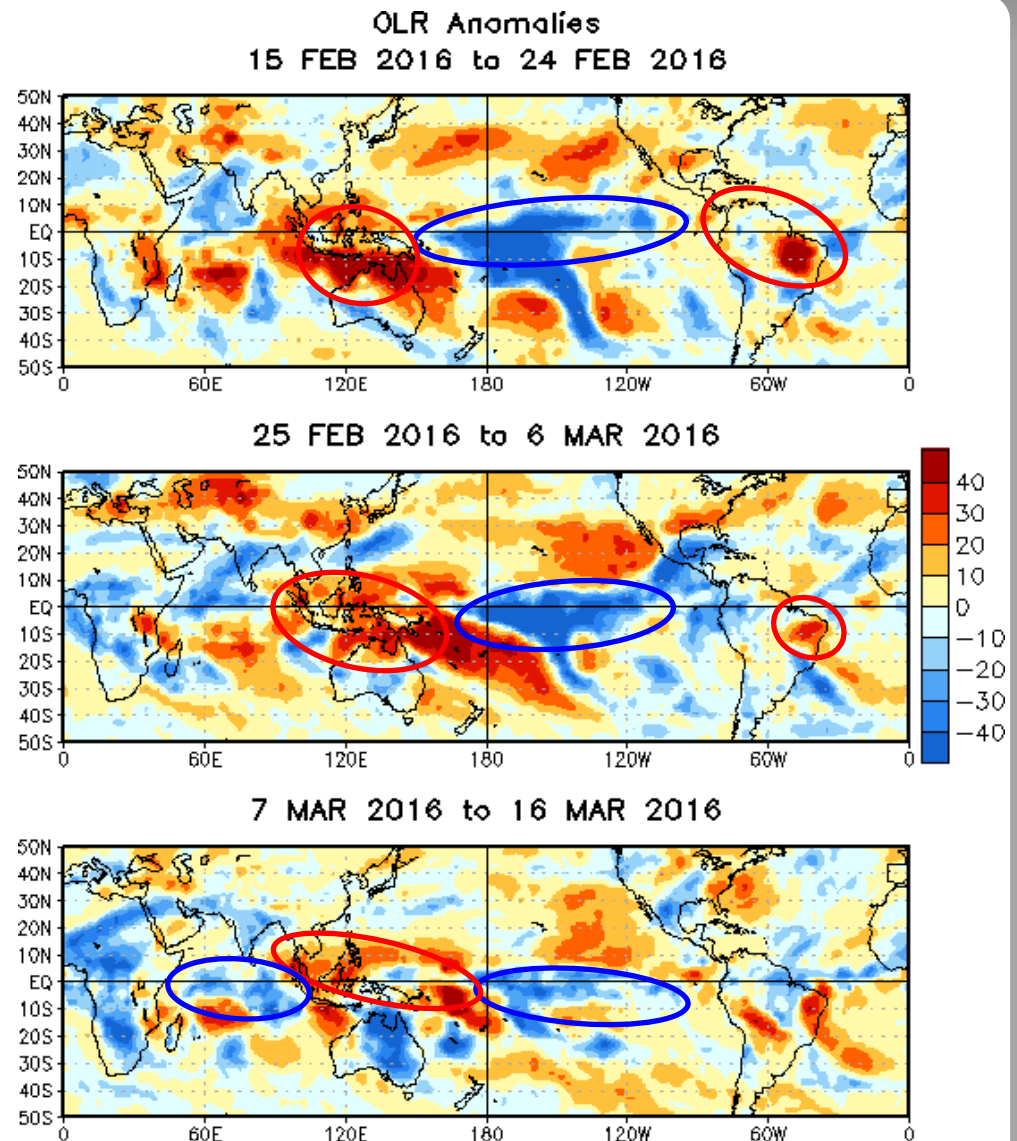 OLR Anomalies
15 FEB 2016 to 24 FEB 2016
50N
40N
30N
20N
10N
EQ
10S
20S
30S
40S
50S
0 60E 120E 180 120W 60W 0
25 FEB 2016 to 6 MAR 2016
50N
40N
30N
20N
10N
EQ
10S
20S
30S
40S
50S
0 60E 120E 180 120W 60W 0
40
30
20
10
0
-10
-20
-30
-40
7 MAR 2016 to 16 MAR 2016
50N
40N
30N
20N
10N
EQ
10S
20S
30S
40S
50S
0 60E 120E 180 120W 60W 0